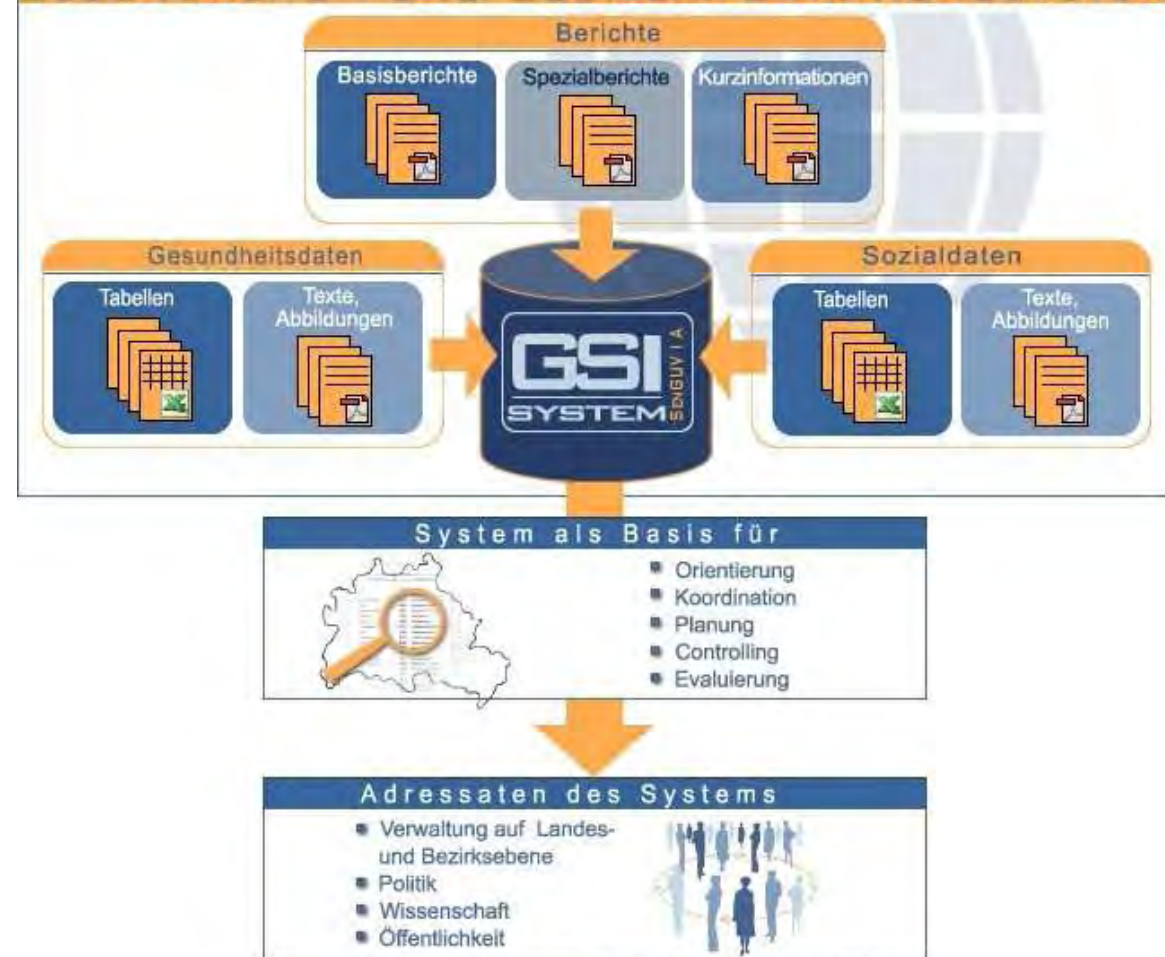 Berichte
Basisberichte
Spezialberichte
Kurzinformationen
Gesundheitsdaten
Tabellen
Texte,
Abbildungen
GSI
SYSTEM
SENGUV I A
Sozialdaten
Tabellen
Texte,
Abbildungen
System als Basis für
Orientierung
Koordination
Planung
Controlling
Evaluierung
Adressaten des Systems
Verwaltung auf Landes-
und Bezirksebene
Politik
Wissenschaft
Öffentlichkeit